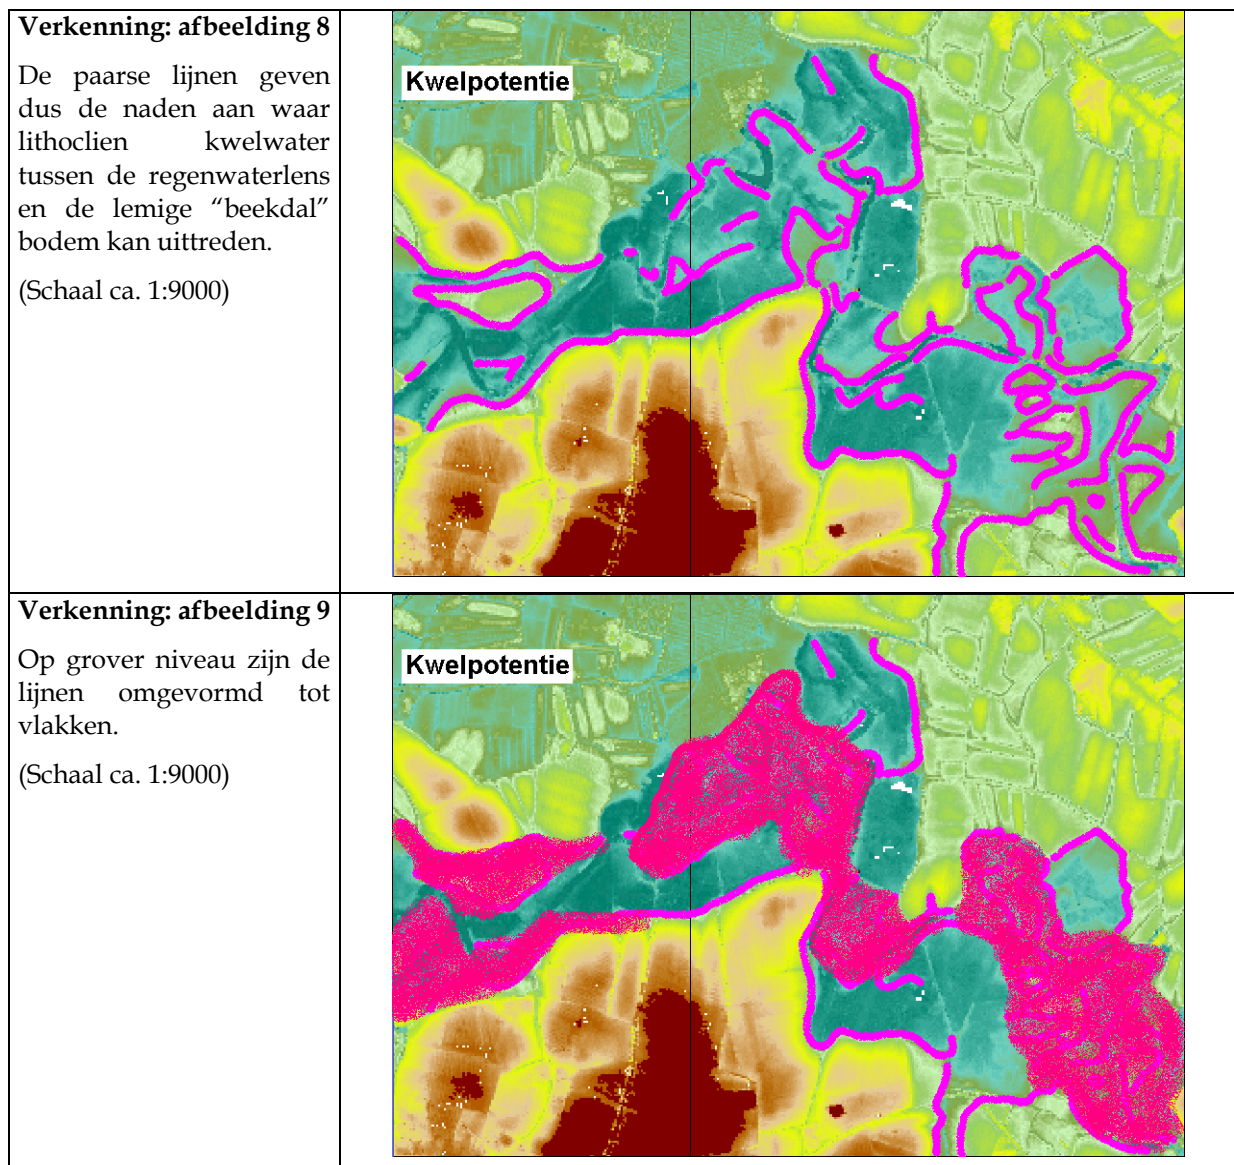 Verkenning: afbeelding 8
De paarse lijnen geven
dus de naden aan waar
lithoclien kwelwater
tussen de regenwaterlens
en de lemige “beekdal”
bodem kan uittreden.
(Schaal ca. 1:9000)
Kwelpotentie
Verkenning: afbeelding 9
Op grover niveau zijn de
lijnen omgevormd tot
vlakken.
(Schaal ca. 1:9000)
Kwelpotentie